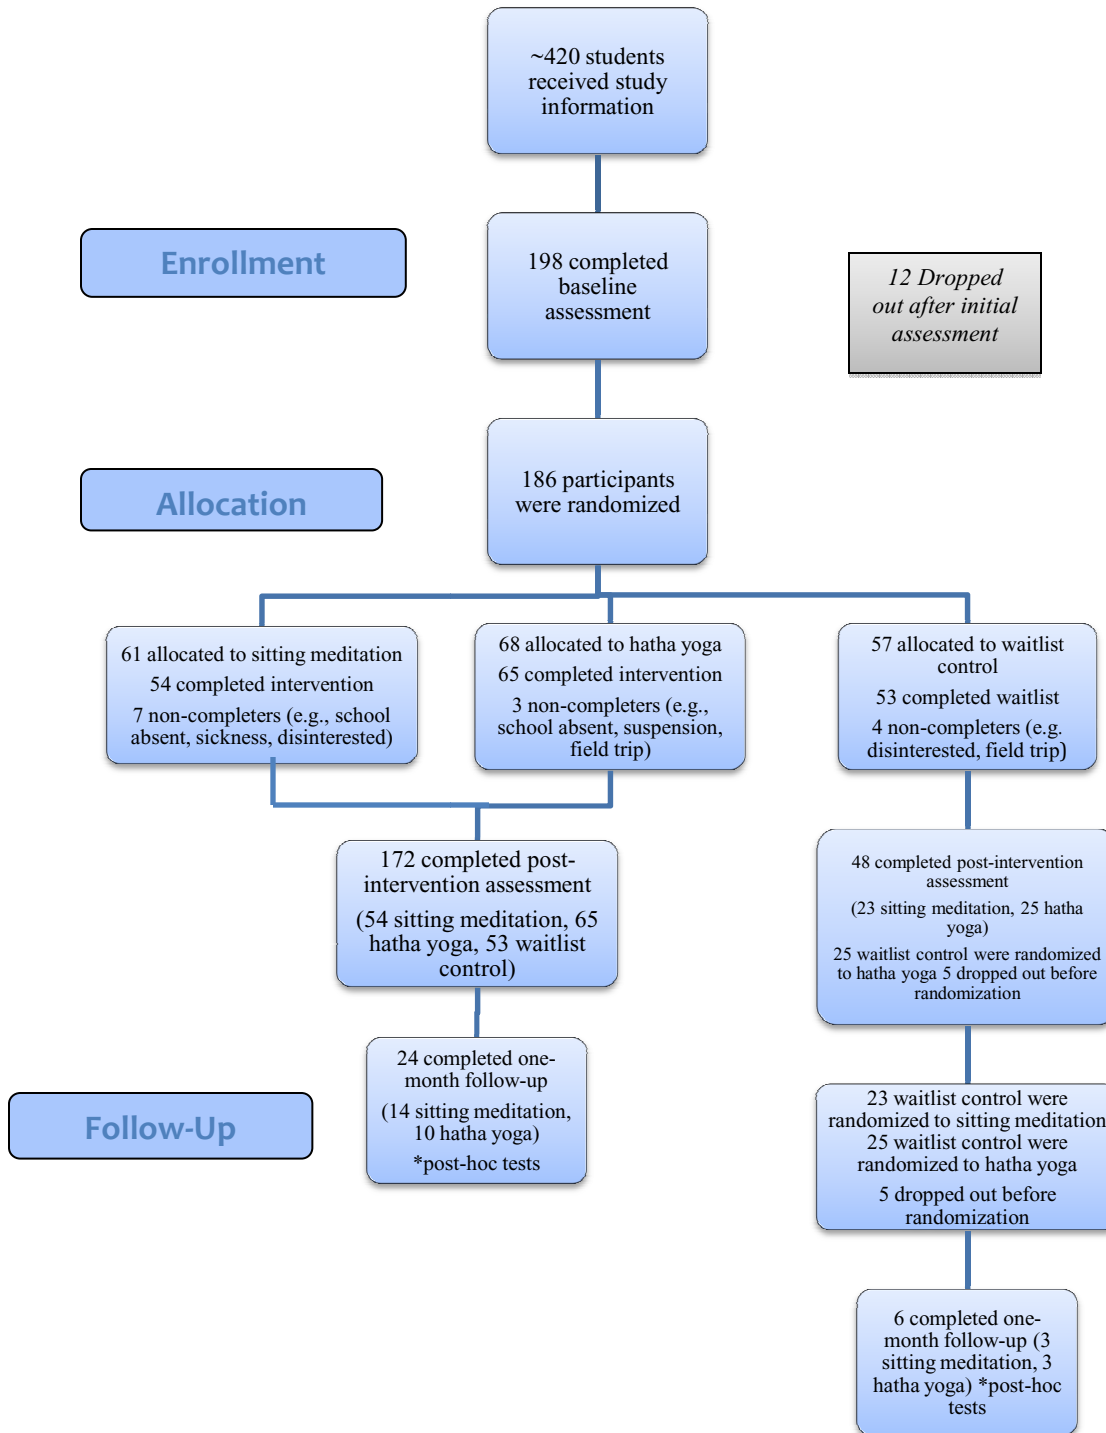 ~420 students
received study
information
Enrollment
198 completed
baseline
assessment
12 Dropped
out after initial
assessment
Allocation
186 participants
were randomized
61 allocated to sitting meditation
54 completed intervention
7 non-completers (e.g., school
absent, sickness, disinterested)
68 allocated to hatha yoga
65 completed intervention
3 non-completers (e.g.,
school absent, suspension,
field trip)
57 allocated to waitlist
control
53 completed waitlist
4 non-completers (e.g.
disinterested, field trip)
172 completed post-
intervention assessment
(54 sitting meditation, 65
hatha yoga, 53 waitlist
control)
48 completed post-intervention
assessment
(23 sitting meditation, 25 hatha
yoga)
25 waitlist control were randomized
to hatha yoga 5 dropped out before
randomization
Follow-Up
24 completed one-
month follow-up
(14 sitting meditation,
10 hatha yoga)
*post-hoc tests
23 waitlist control were
randomized to sitting meditation
25 waitlist control were
randomized to hatha yoga
5 dropped out before
randomization
6 completed one-
month follow-up (3
sitting meditation, 3
hatha yoga) *post-hoc
tests